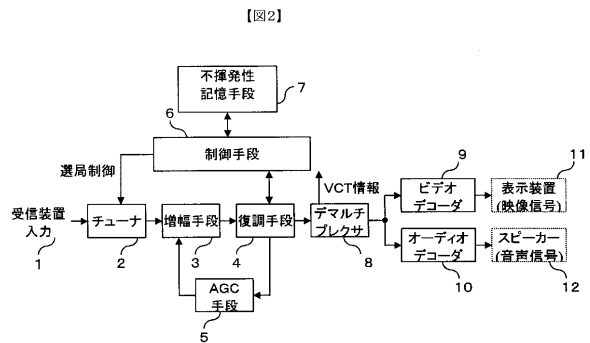 【図2】
不揮発性
記憶手段
7
6
制御手段
選局制御
VCT情報
9
11
ビデオ
デコーダ
表示装置
(映像信号)
受信装置
入力
チューナ
増幅手段
復調手段
デマルチ
プレクサ
1
2
3
4
8
オーディオ
デコーダ
スピーカー
(音声信号)
10
12
AGC
手段
5